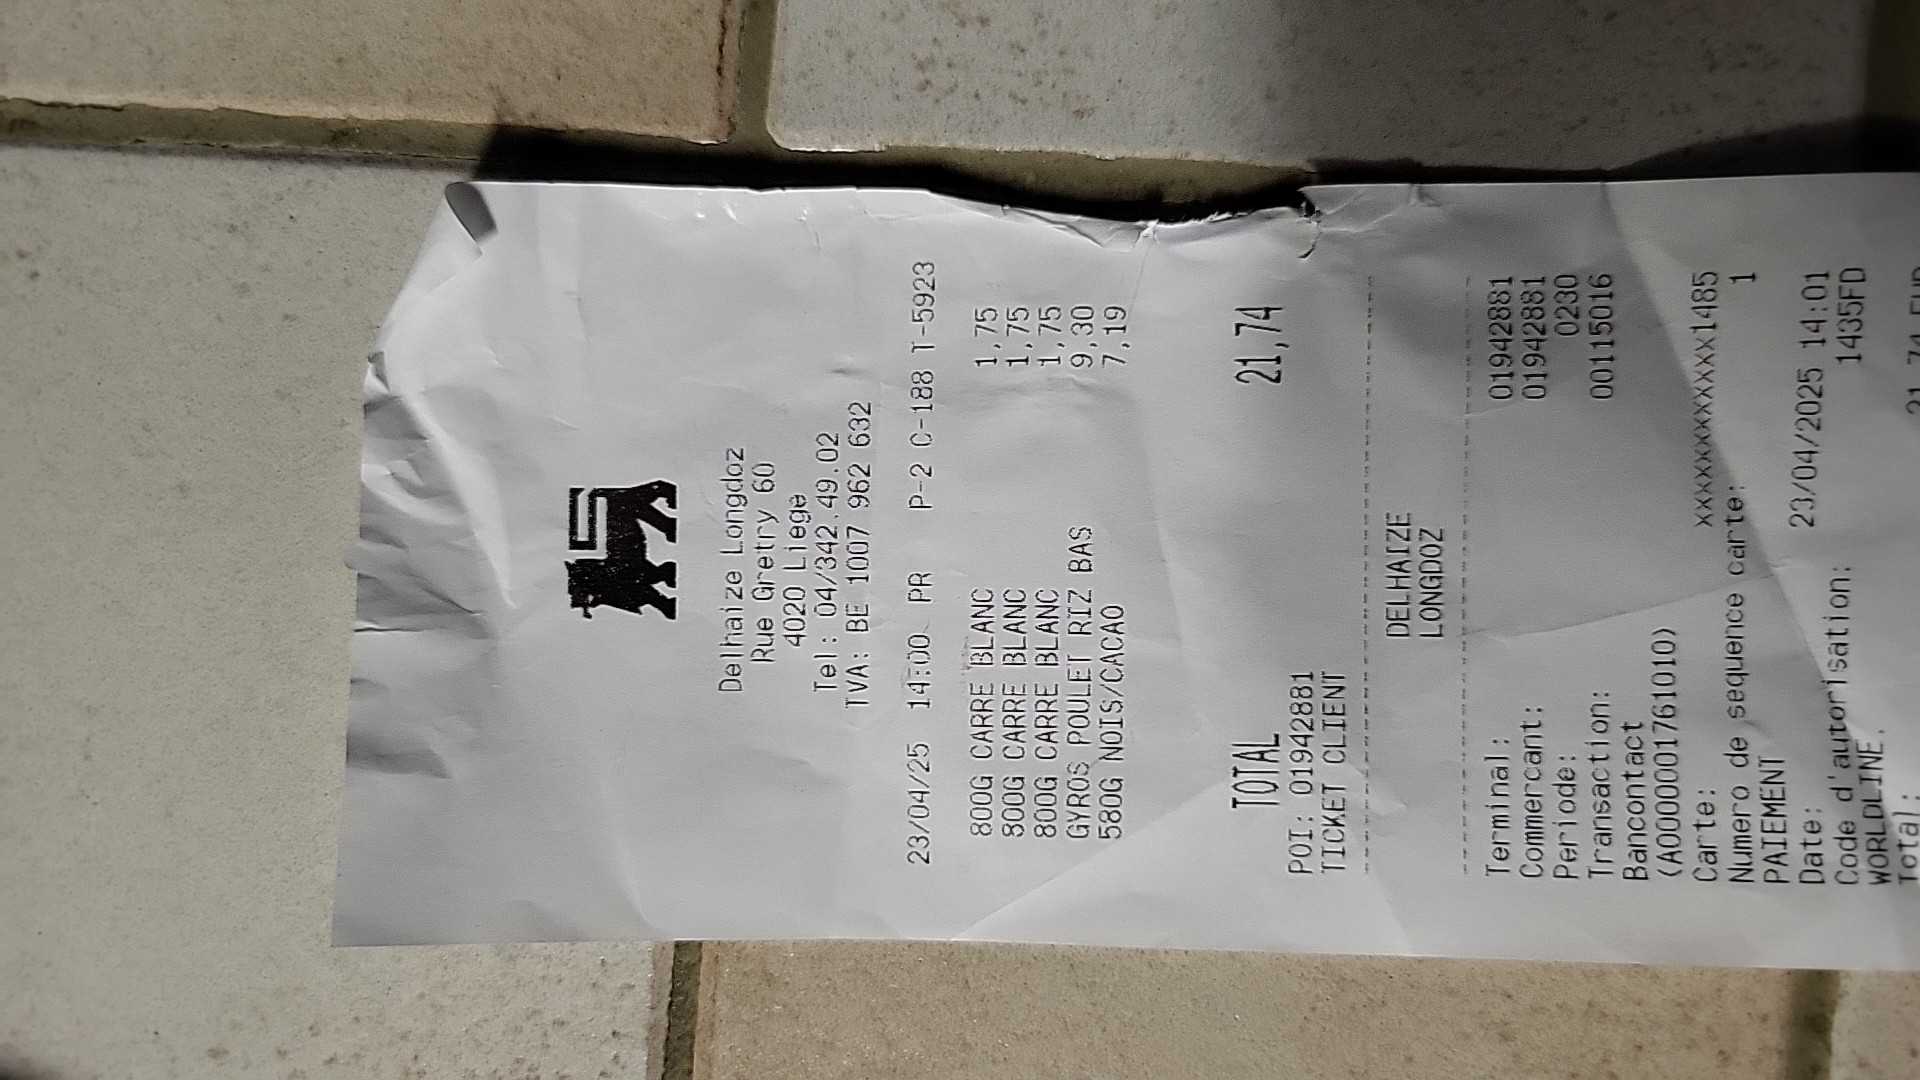 Delhaize Longdoz
Rue Gretry 60
4020 Liege
Tel: 04/342.49.02
TVA: BE 1007 962 632
23/04/25 14:00 PR P-2 C-188 T-5923
800G CARRE BLANC 1,75
800G CARRE BLANC 1,75
800G CARRE BLANC 1,75
GYROS POULET RIZ BAS 9,30
580G NOIS/CACAO 7,19
TOTAL 21,74
POI: 01942881
TICKET CLIENT
DELHAIZE
LONGDOZ
Terminal: 01942881
Commercant: 01942881
Periode: 0230
Transaction: 00115016
Bancontact
(A0000001761010)
Carte: xxxxxxxxxxxxx1485
Numero de sequence carte: 1
PAIEMENT
Date: 23/04/2025 14:01
Code d'autorisation: 1435FD
WORLDLINE.
Total: 21,74 EUR